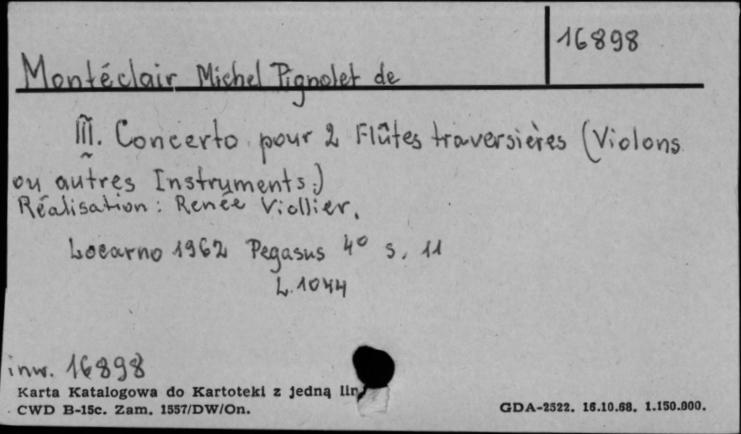 16898
Montéclair Michel Pignolet de
III. Concerto pour 2 Flûtes traversières (Violons
ou autres Instruments.)
Réalisation: Renée Viollier.
Locarno 1962 Pegasus 4° s. 11
L. 1044
inw. 16898
Karta Katalogowa do Kartoteki z jedną
CWD B-15c. Zam. 1557/DW/On.
GDA-2522. 16.10.68. 1.150.000.